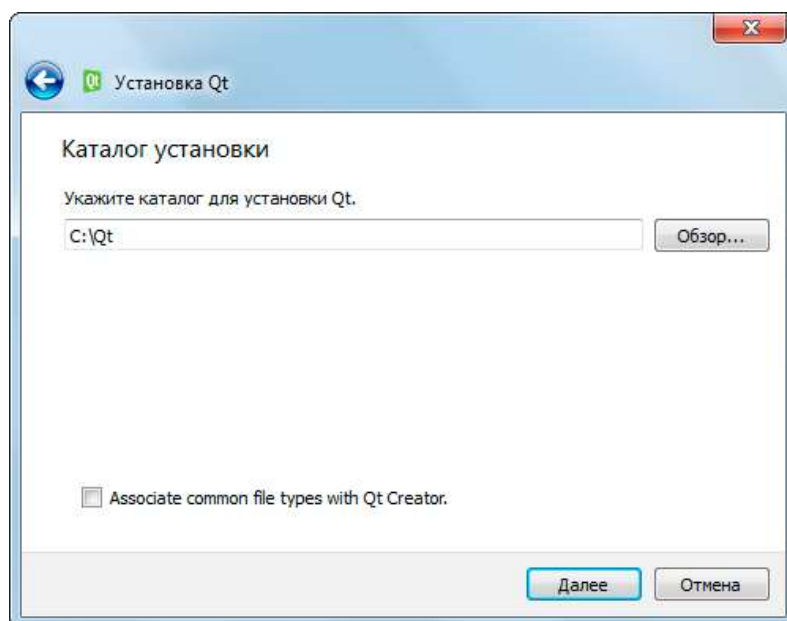 Qt Установка Qt
Каталог установки
Укажите каталог для установки Qt.
C:\Qt Обзор...
Associate common file types with Qt Creator.
Далее Отмена